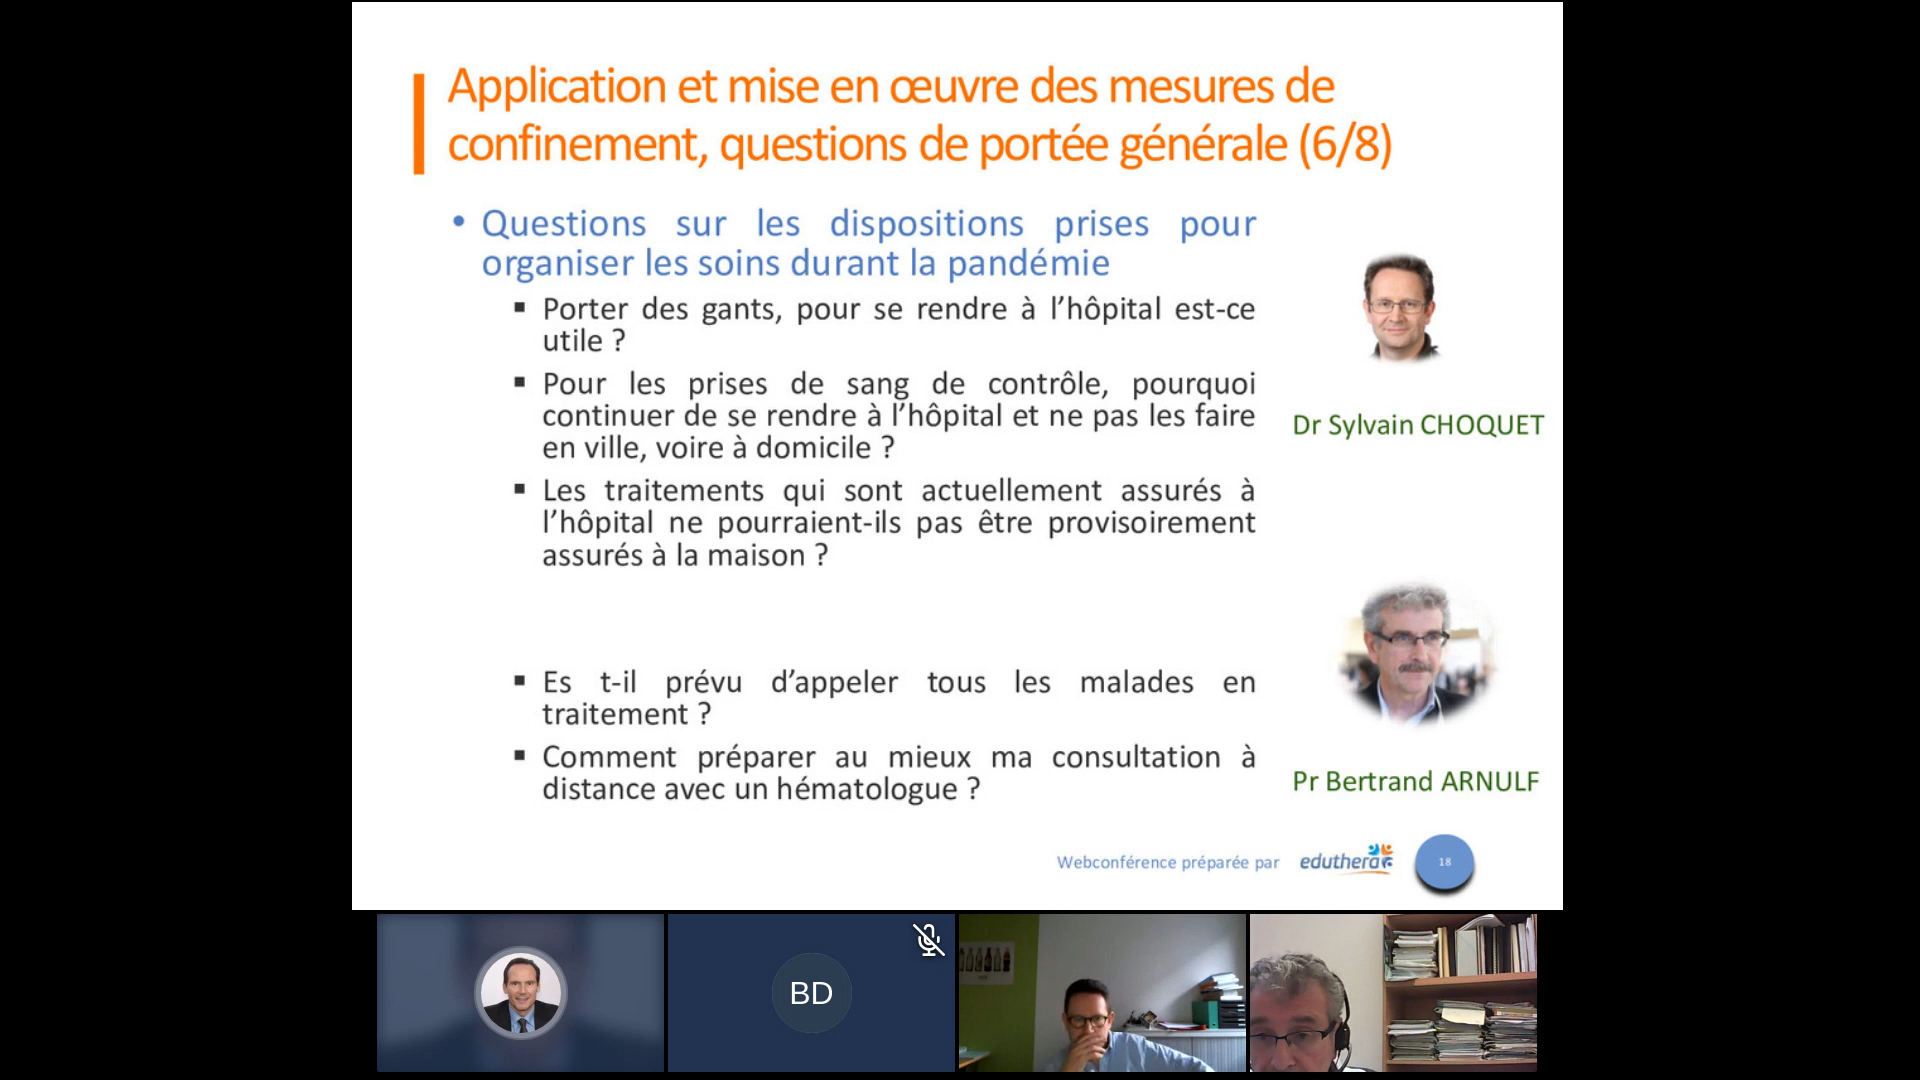 Application et mise en œuvre des mesures de
confinement, questions de portée générale (6/8)
• Questions sur les dispositions prises pour
organiser les soins durant la pandémie
▪ Porter des gants, pour se rendre à l’hôpital est-ce
utile ?
▪ Pour les prises de sang de contrôle, pourquoi
continuer de se rendre à l’hôpital et ne pas les faire
en ville, voire à domicile ?
▪ Les traitements qui sont actuellement assurés à
l’hôpital ne pourraient-ils pas être provisoirement
assurés à la maison ?
Dr Sylvain CHOQUET
▪ Es t-il prévu d’appeler tous les malades en
traitement ?
▪ Comment préparer au mieux ma consultation à
distance avec un hématologue ?
Pr Bertrand ARNULF
Webconférence préparée par
eduthera
18
BD